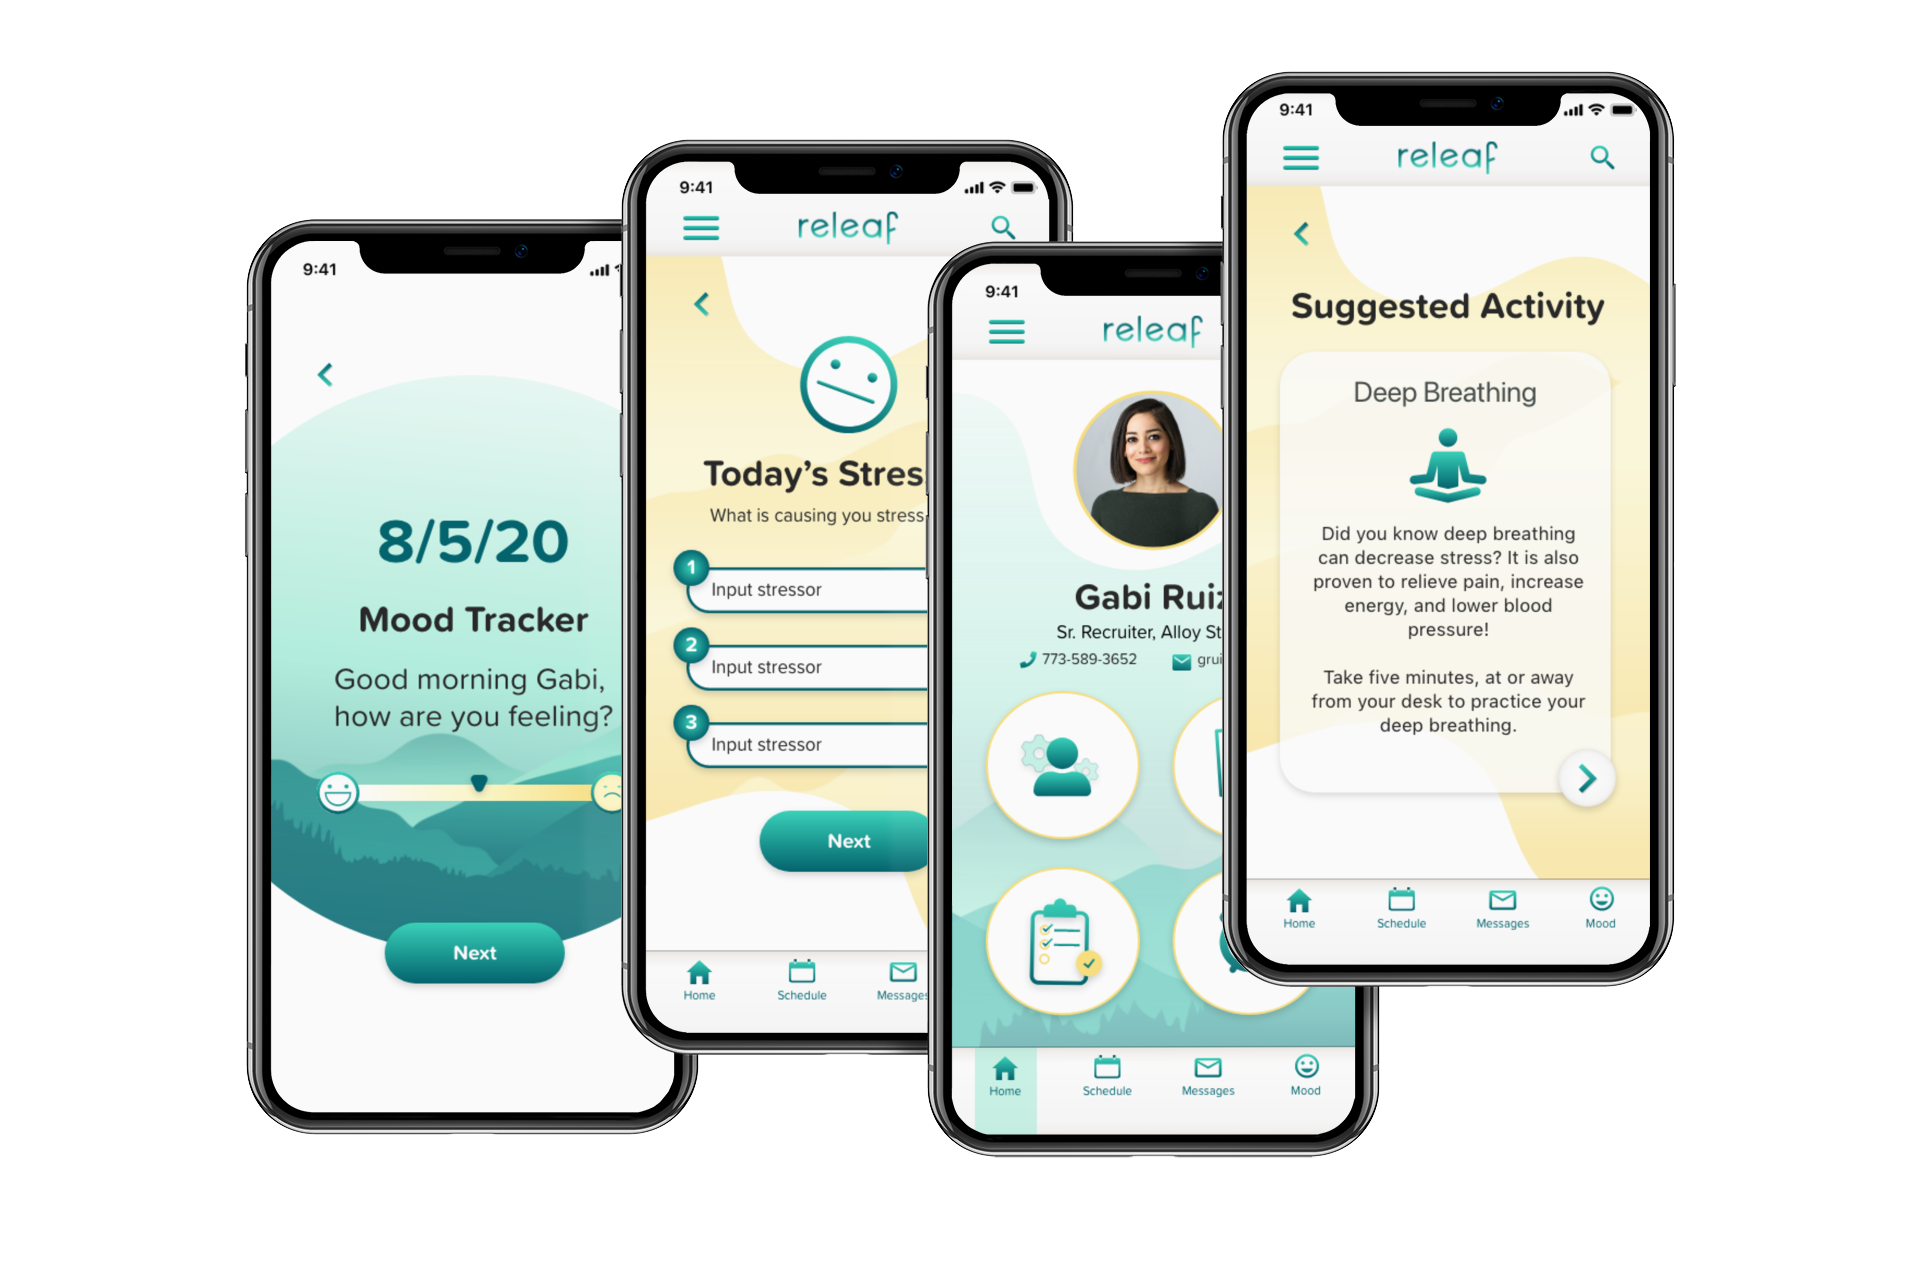 9:41
8/5/20
Mood Tracker
Good morning Gabi,
how are you feeling?
Next
9:41
releaf
Today's
What is causing you stress
1
Input stressor
2
Input stressor
3
Input stressor
Next
Home
Schedule
Messages
9:41
releaf
Gabi
Sr. Recruiter, Alloy
773-589-3652
Home
Schedule
Messages
Mood
9:41
releaf
Suggested Activity
Deep Breathing
Did you know deep breathing
can decrease stress? It is also
proven to relieve pain, increase
energy, and lower blood
pressure!
Take five minutes, at or away
from your desk to practice your
deep breathing.
Home
Schedule
Messages
Mood